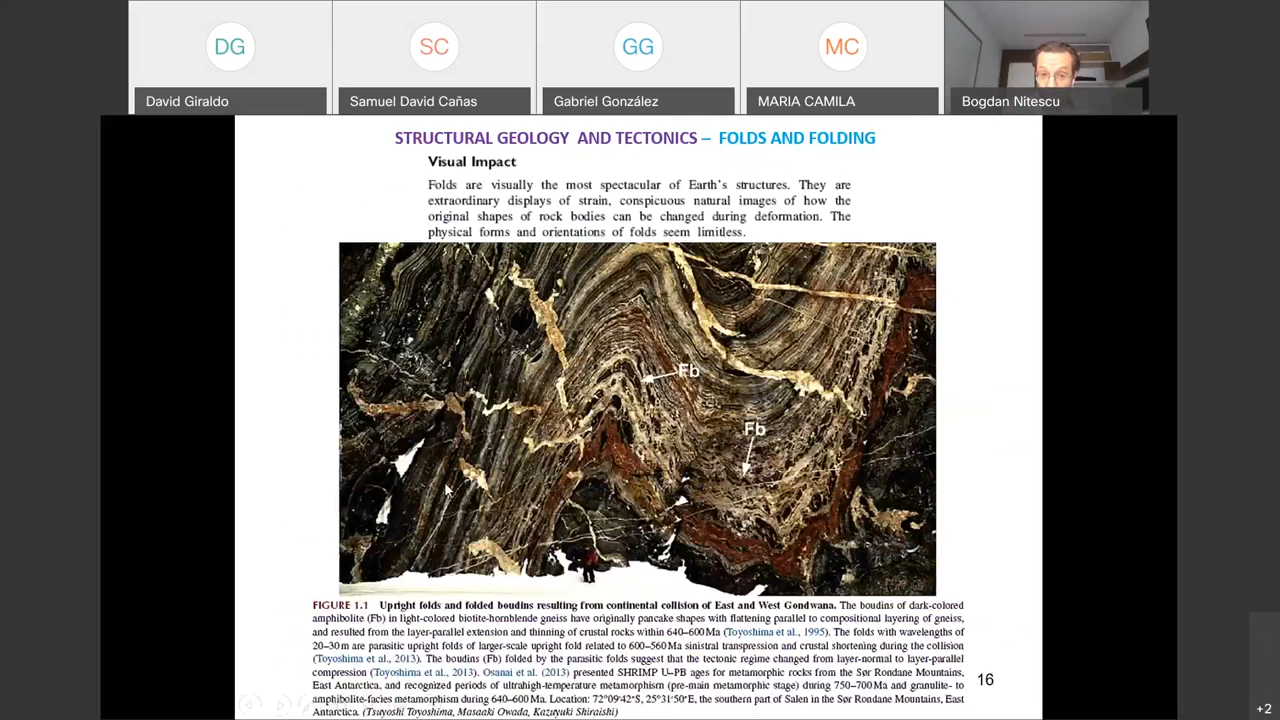 DG
SC
GG
MC
David Giraldo
Samuel David Cañas
Gabriel González
MARIA CAMILA
Bogdan Nitescu
STRUCTURAL GEOLOGY AND TECTONICS – FOLDS AND FOLDING
Visual Impact
Folds are visually the most spectacular of Earth's structures. They are
extraordinary displays of strain, conspicuous natural images of how the
original shapes of rock bodies can be changed during deformation. The
physical forms and orientations of folds seem limitless.
Fb
Fb
FIGURE 1.1 Upright folds and folded boudins resulting from continental collision of East and West Gondwana. The boudins of dark-colored
amphibolite (Fb) in light-colored biotite-hornblende gneiss have originally pancake shapes with flattening parallel to compositional layering of gneiss,
and resulted from the layer-parallel extension and thinning of crustal rocks within 640–600 Ma (Toyoshima et al., 1995). The folds with wavelengths of
20–30 m are parasitic upright folds of larger-scale upright fold related to 600–560 Ma sinistral transpression and crustal shortening during the collision
(Toyoshima et al., 2013). The boudins (Fb) folded by the parasitic folds suggest that the tectonic regime changed from layer-normal to layer-parallel
compression (Toyoshima et al., 2013). Osanai et al. (2013) presented SHRIMP U–PB ages for metamorphic rocks from the Sør Rondane Mountains,
East Antarctica, and recognized periods of ultrahigh-temperature metamorphism (pre-main metamorphic stage) during 750–700 Ma and granulite- to
amphibolite-facies metamorphism during 640–600 Ma. Location: 72°09′42″S, 25°31′50″E, the southern part of Salen in the Sør Rondane Mountains, East
Antarctica. (Tsuyoshi Toyoshima, Masaaki Owada, Kazuyuki Shiraishi)
16
+2